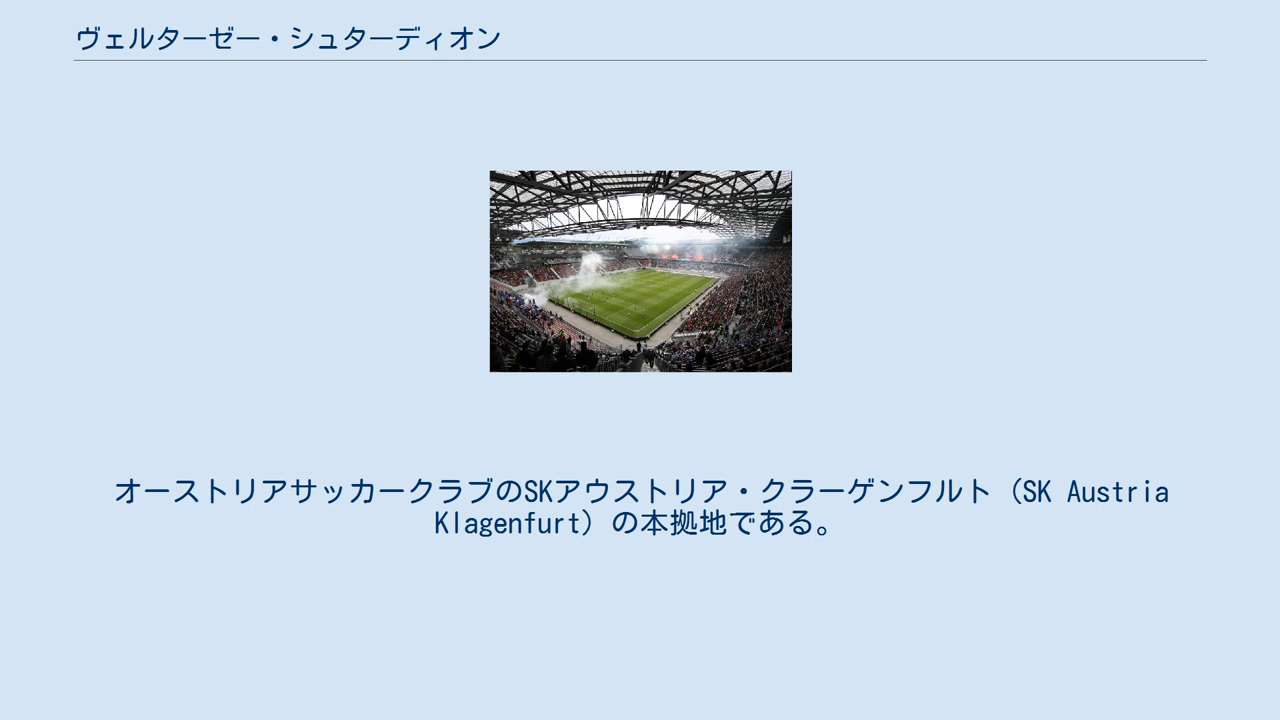 ヴェルターゼー・シュターディオン
オーストリアサッカークラブのSKアウストリア・クラーゲンフルト（SK Austria
Klagenfurt）の本拠地である。